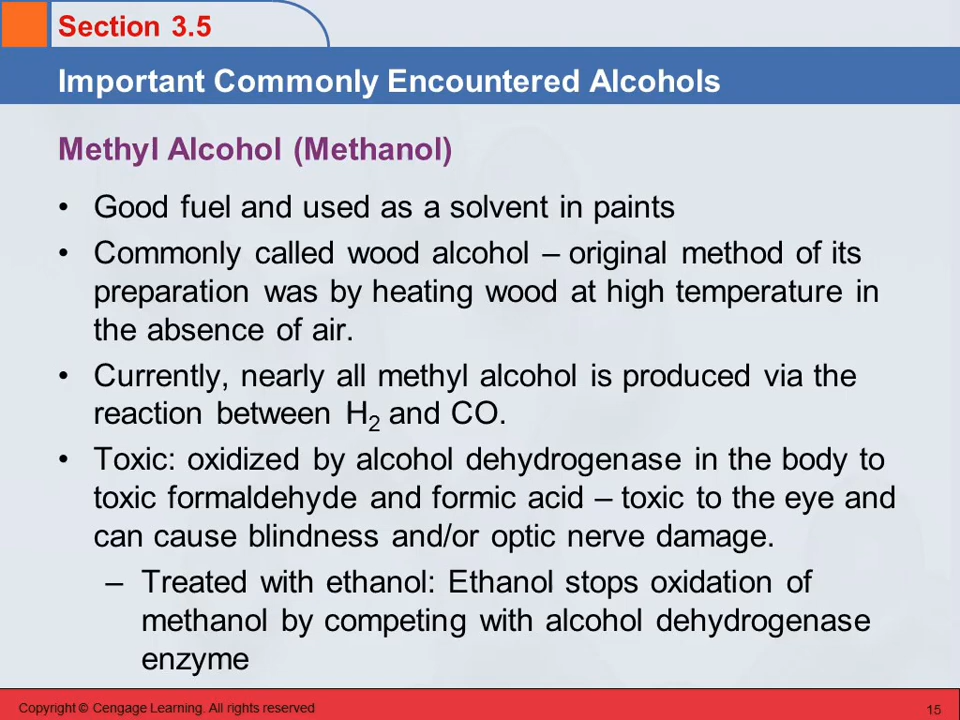 Section 3.5
Important Commonly Encountered Alcohols
Methyl Alcohol (Methanol)
• Good fuel and used as a solvent in paints
• Commonly called wood alcohol – original method of its
preparation was by heating wood at high temperature in
the absence of air.
• Currently, nearly all methyl alcohol is produced via the
reaction between H₂ and CO.
• Toxic: oxidized by alcohol dehydrogenase in the body to
toxic formaldehyde and formic acid – toxic to the eye and
can cause blindness and/or optic nerve damage.
– Treated with ethanol: Ethanol stops oxidation of
methanol by competing with alcohol dehydrogenase
enzyme
Copyright © Cengage Learning. All rights reserved
15